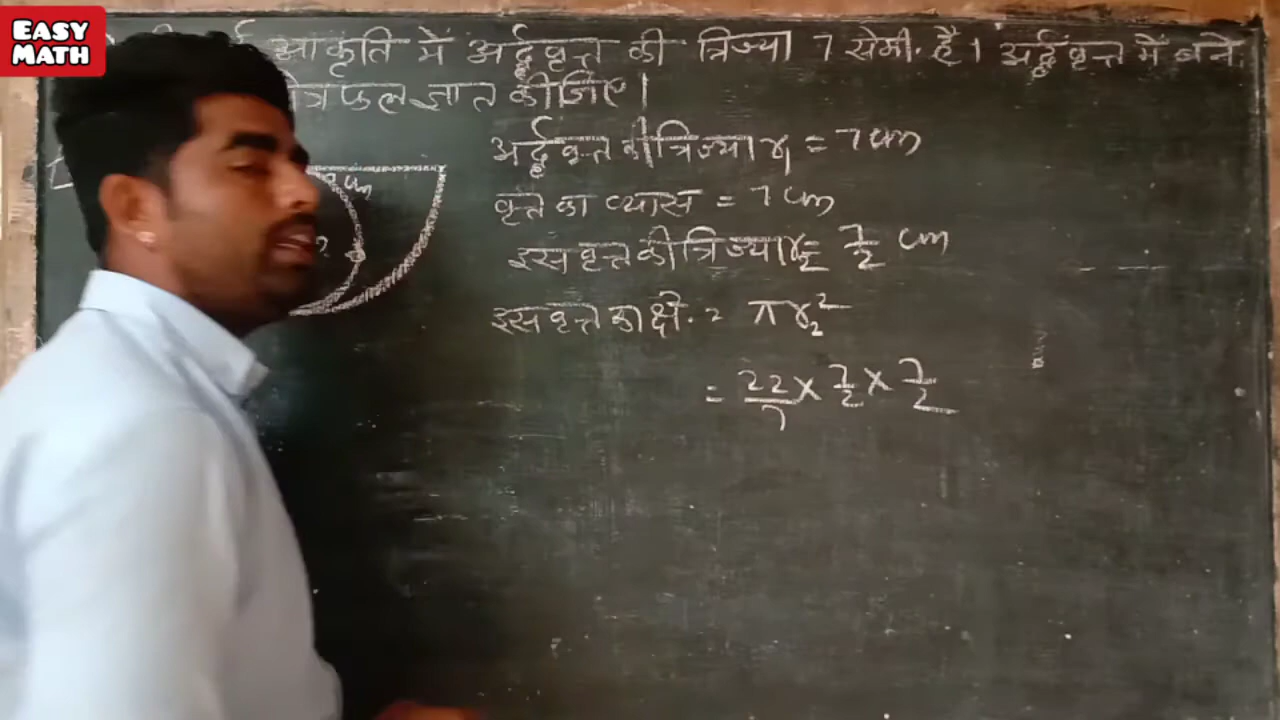 EASY
MATH
आकृति में अर्द्धवृत्त की त्रिज्या 7 सेमी. है। अर्द्धवृत्त में बने
त्रफल ज्ञात कीजिए।
अर्द्धवृत्त की त्रिज्या r₁ = 7 cm
वृत्त का व्यास = 7 cm
इस वृत्त की त्रिज्या r₂ = 7/2 cm
इस वृत्त का क्षे. = πr₂²
= 22/7 × 7/2 × 7/2
cm
?